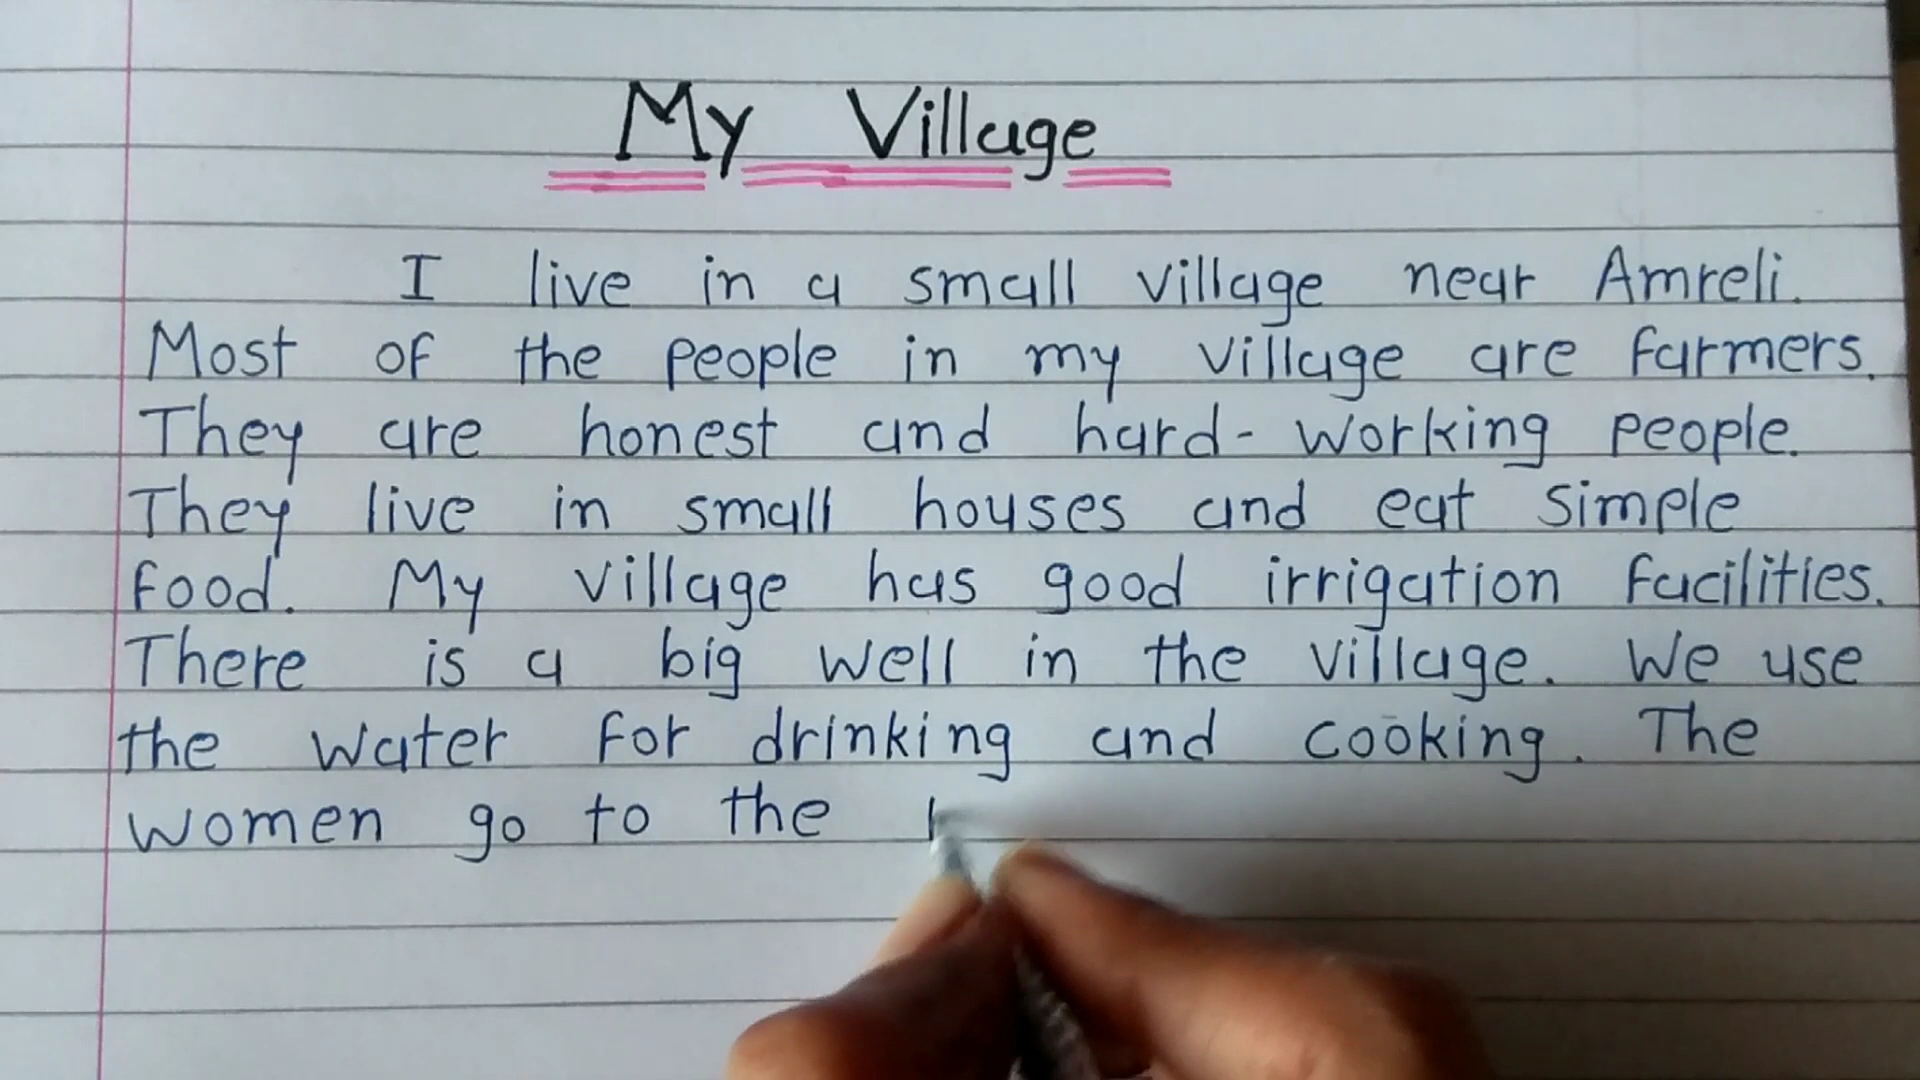 My Village
I live in a small village near Amreli.
Most of the people in my village are farmers.
They are honest and hard-working people.
They live in small houses and eat simple
food. My village has good irrigation facilities.
There is a big well in the village. We use
the water for drinking and cooking. The
women go to the